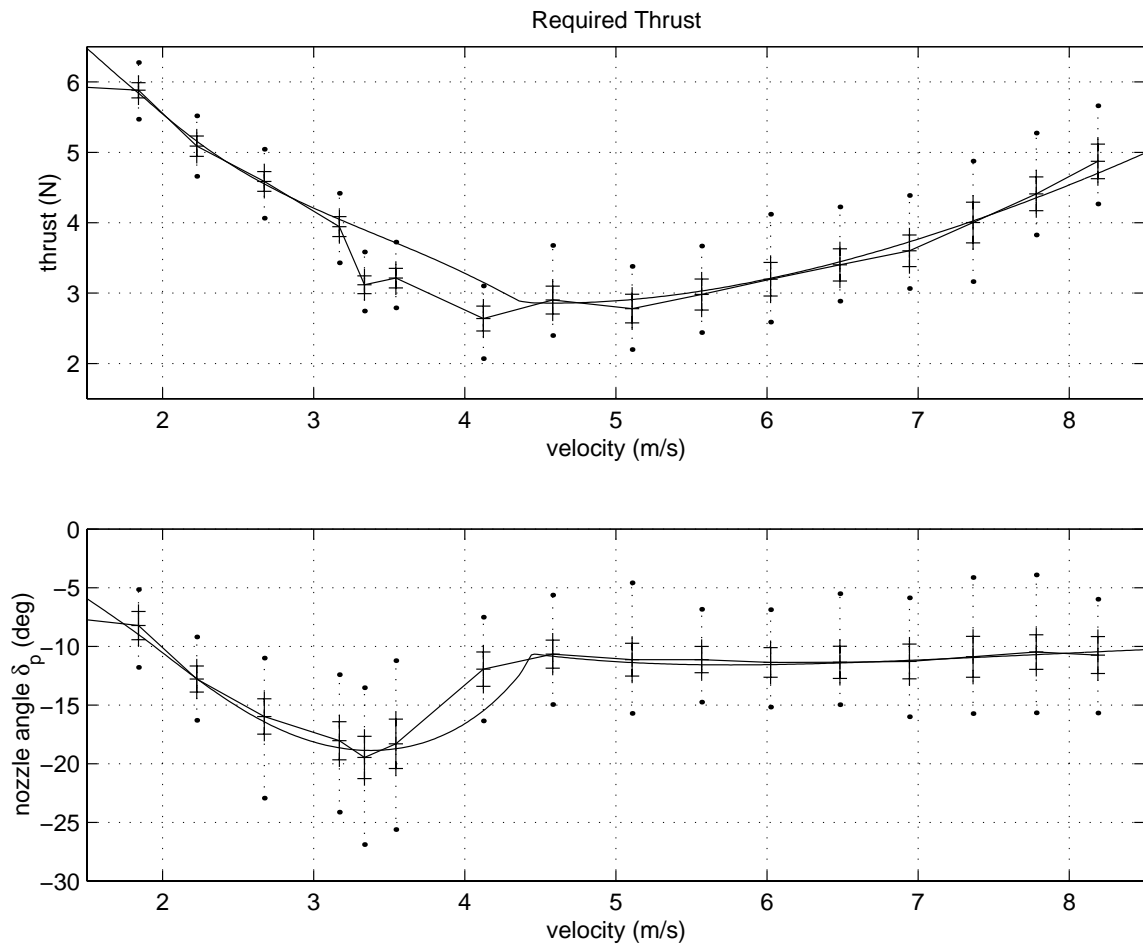 Required Thrust
6
5
4
3
2
thrust (N)
2 3 4 5 6 7 8
velocity (m/s)
0
−5
−10
−15
−20
−25
−30
nozzle angle δp (deg)
2 3 4 5 6 7 8
velocity (m/s)